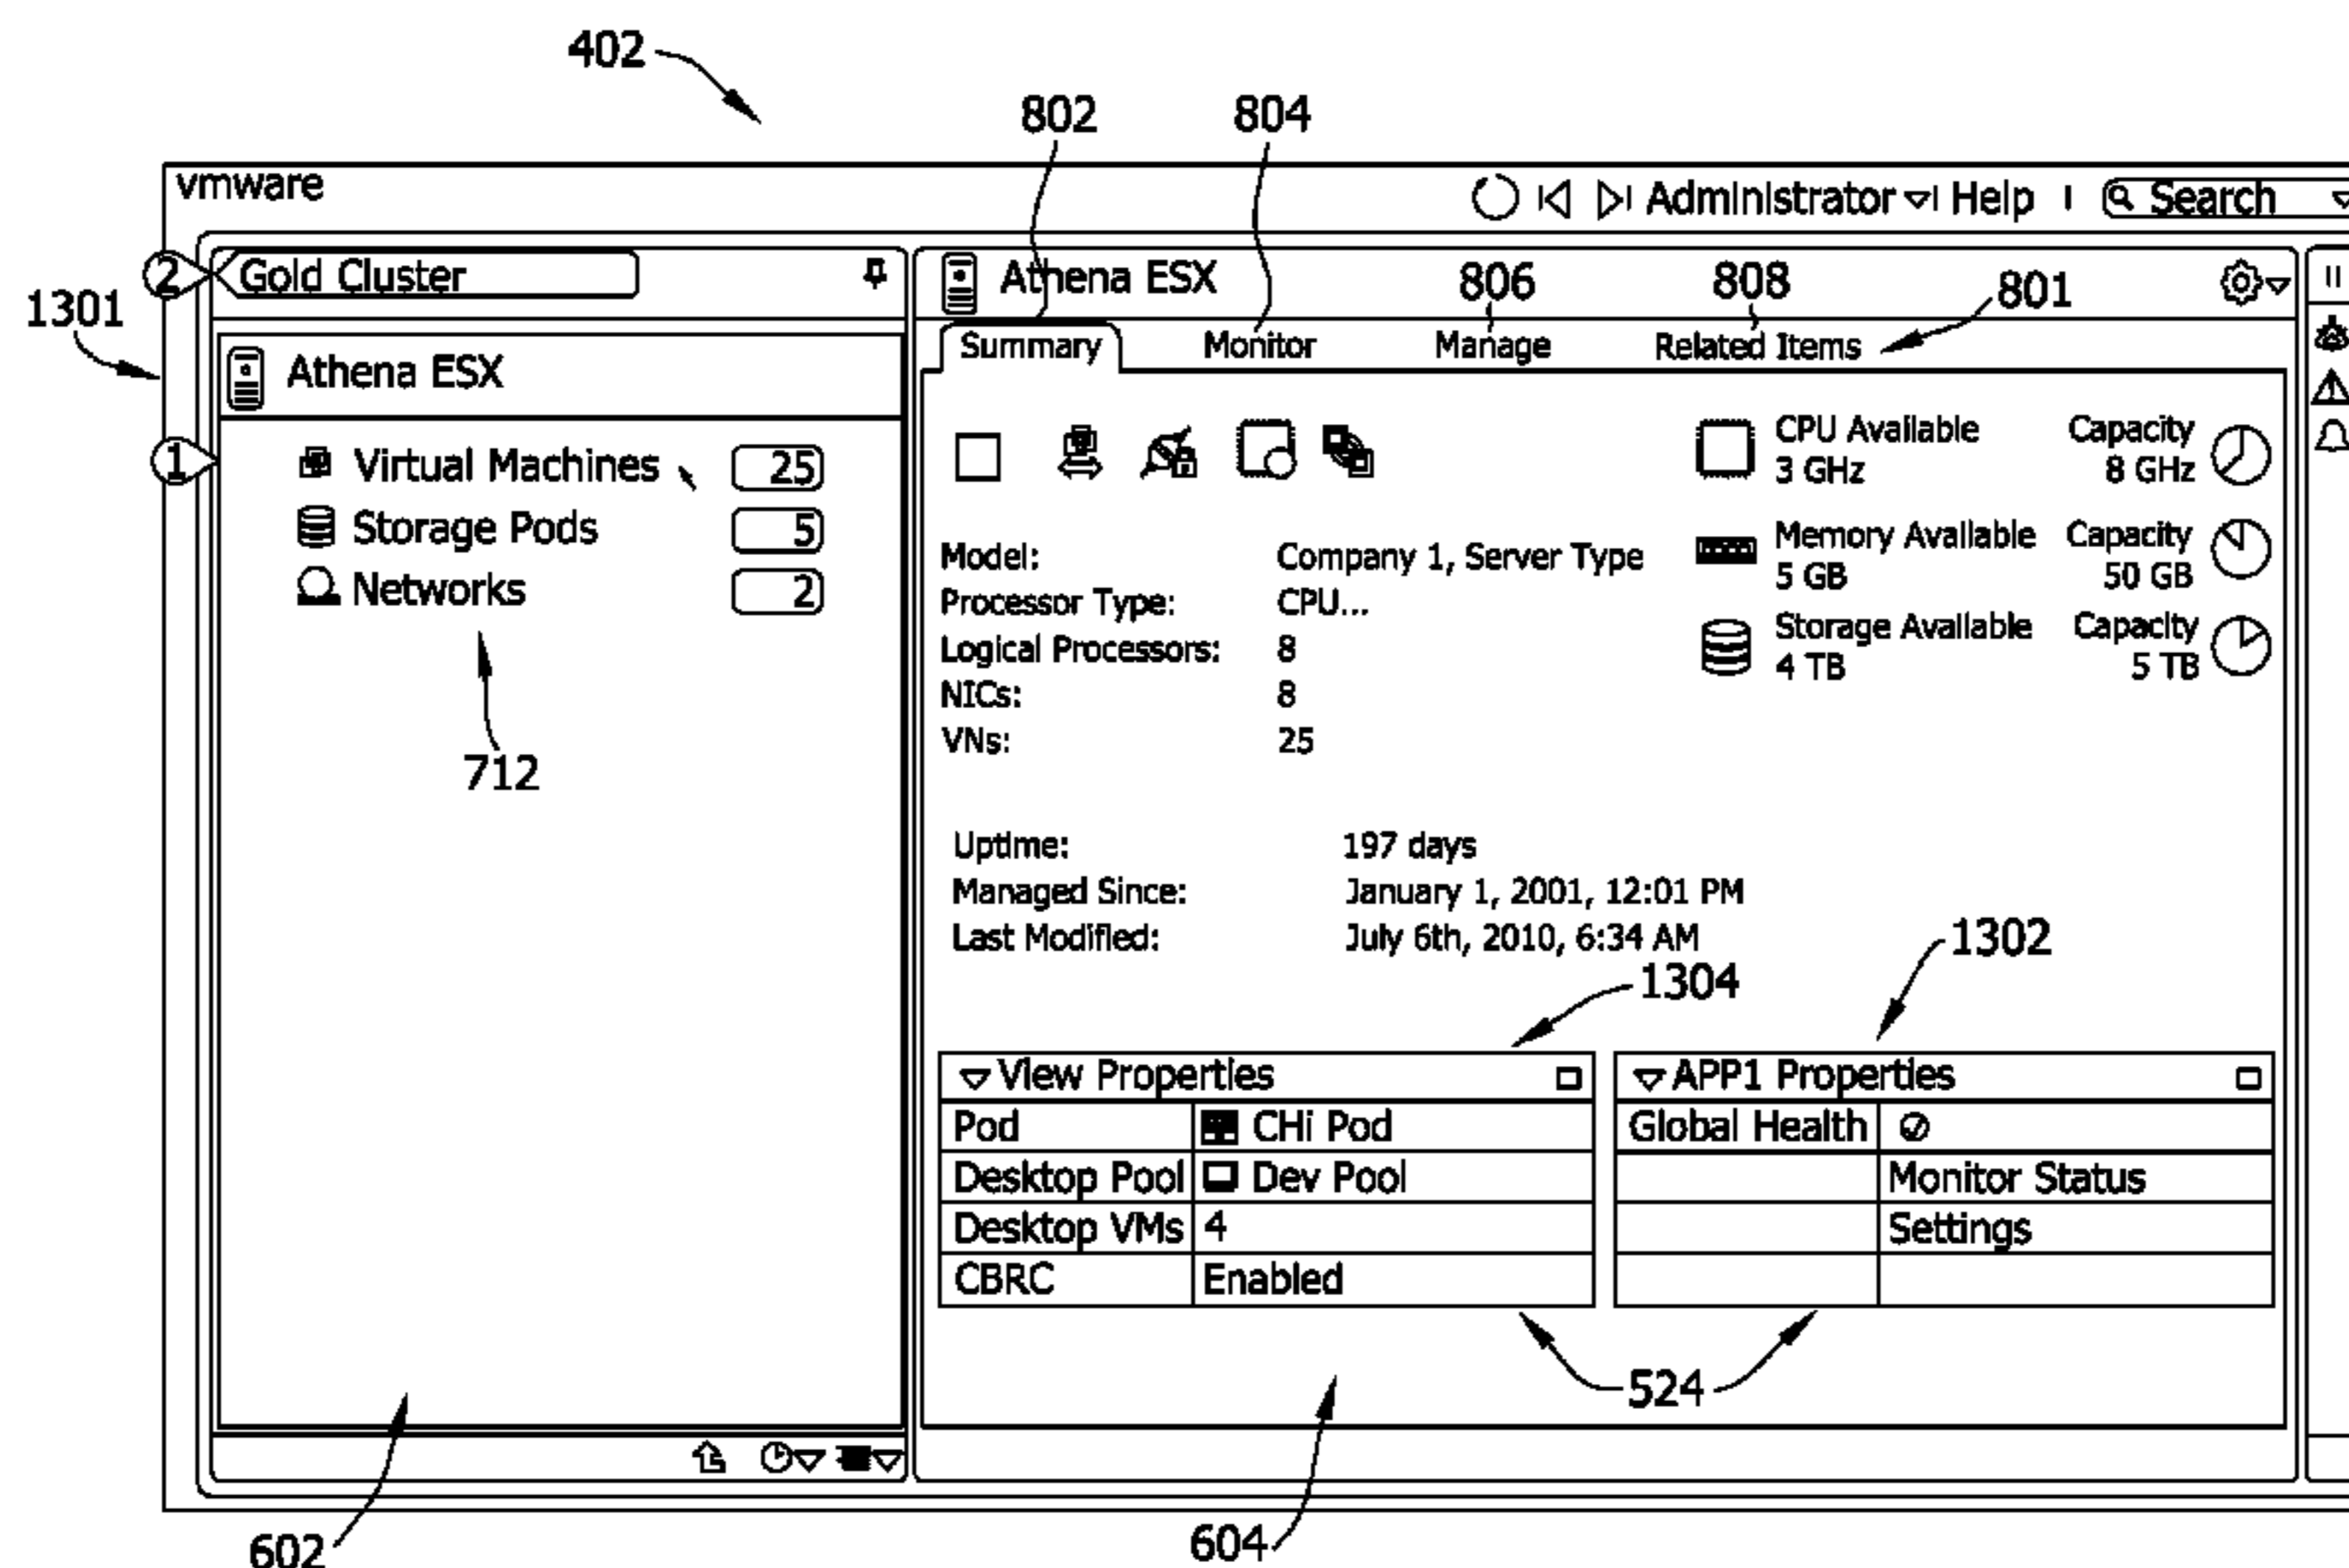 402
802 804
vmware
Administrator Help Search
2 Gold Cluster
Athena ESX 806 808 801
1301
Summary Monitor Manage Related Items
Athena ESX
1 Virtual Machines 25
Storage Pods 5
Networks 2
712
CPU Available Capacity
3 GHz 8 GHz
Memory Available Capacity
5 GB 50 GB
Storage Available Capacity
4 TB 5 TB
Model: Company 1, Server Type
Processor Type: CPU...
Logical Processors: 8
NICs: 8
VNs: 25
Uptime: 197 days
Managed Since: January 1, 2001, 12:01 PM
Last Modified: July 6th, 2010, 6:34 AM
1302
1304
View Properties
Pod CHi Pod
Desktop Pool Dev Pool
Desktop VMs 4
CBRC Enabled
APP1 Properties
Global Health
Monitor Status
Settings
524
602
604